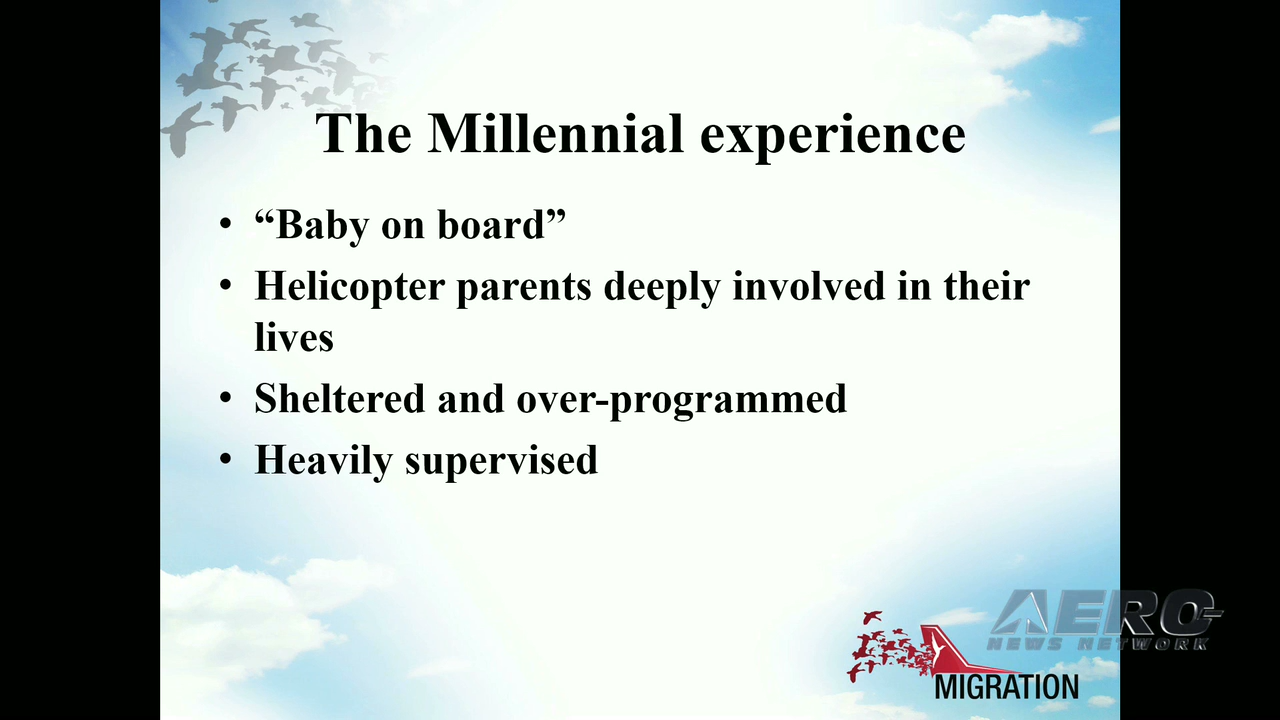 The Millennial experience
• “Baby on board”
• Helicopter parents deeply involved in their
lives
• Sheltered and over-programmed
• Heavily supervised
AERO
NEWS NETWORK
MIGRATION